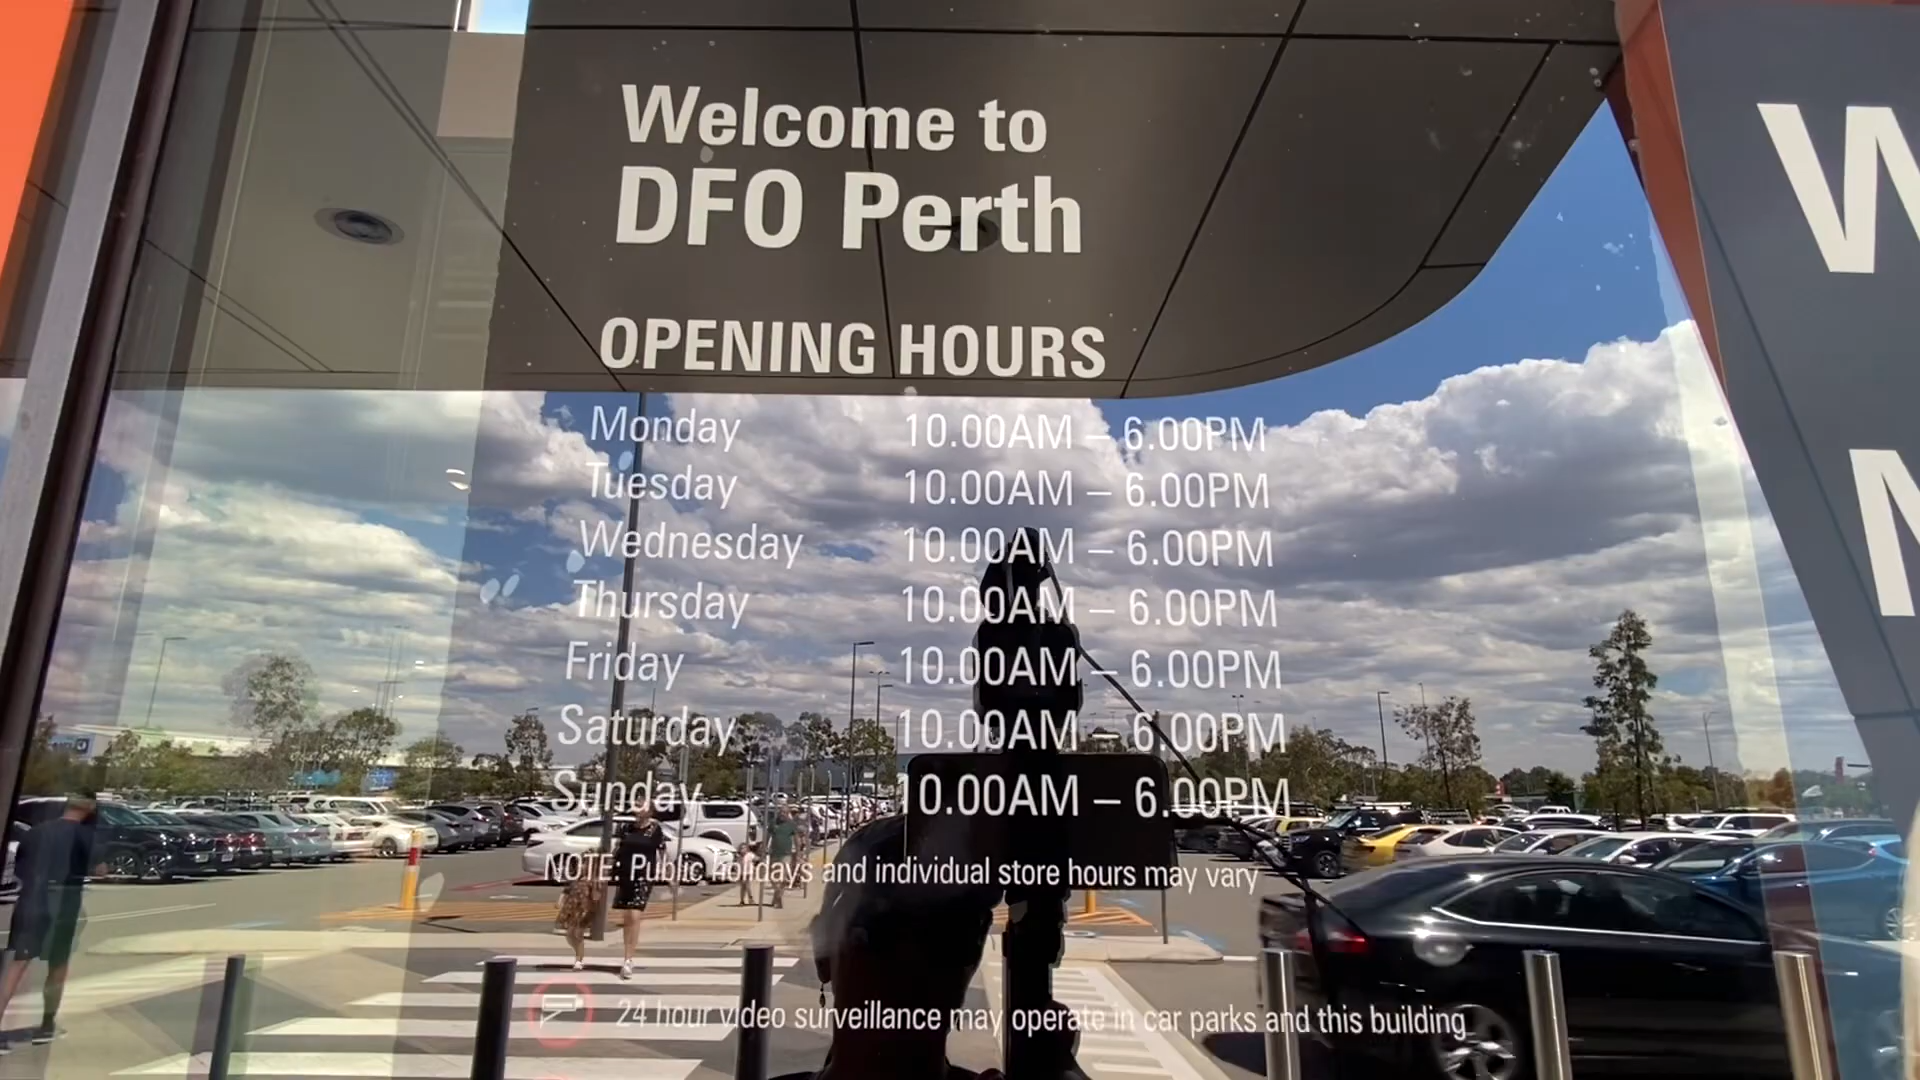 Welcome to
DFO Perth
OPENING HOURS
Monday 10.00AM – 6.00PM
Tuesday 10.00AM – 6.00PM
Wednesday 10.00AM – 6.00PM
Thursday 10.00AM – 6.00PM
Friday 10.00AM – 6.00PM
Saturday 10.00AM – 6.00PM
Sunday 10.00AM – 6.00PM
NOTE: Public holidays and individual store hours may vary
24 hour video surveillance may operate in car parks and this building